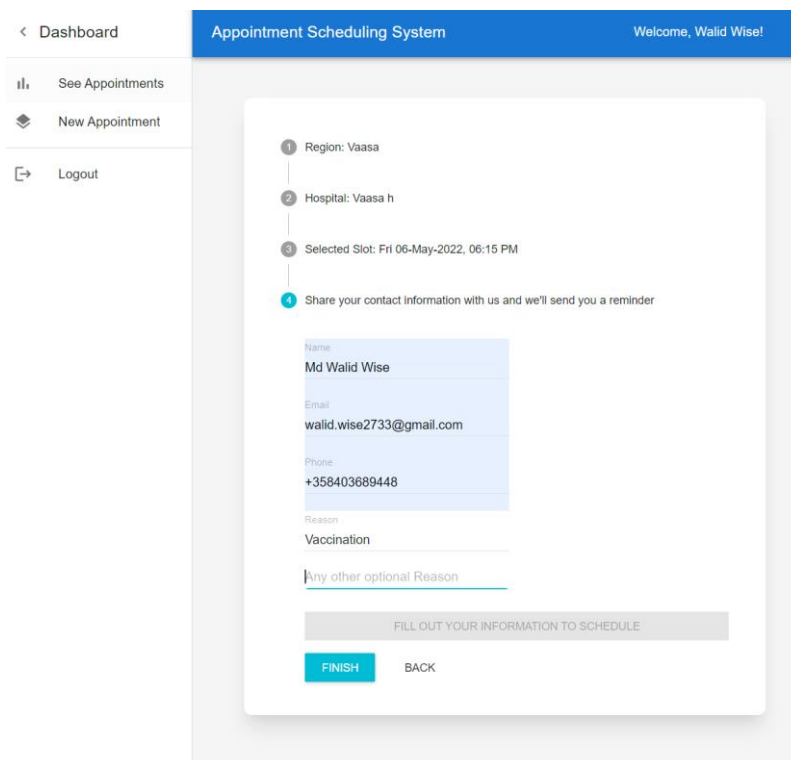 Dashboard
Appointment Scheduling System
Welcome, Walid Wise!
See Appointments
New Appointment
Logout
1 Region: Vaasa
2 Hospital: Vaasa h
3 Selected Slot: Fri 06-May-2022, 06:15 PM
4 Share your contact information with us and we'll send you a reminder
Name
Md Walid Wise
Email
walid.wise2733@gmail.com
Phone
+358403689448
Reason
Vaccination
Any other optional Reason
FILL OUT YOUR INFORMATION TO SCHEDULE
FINISH BACK